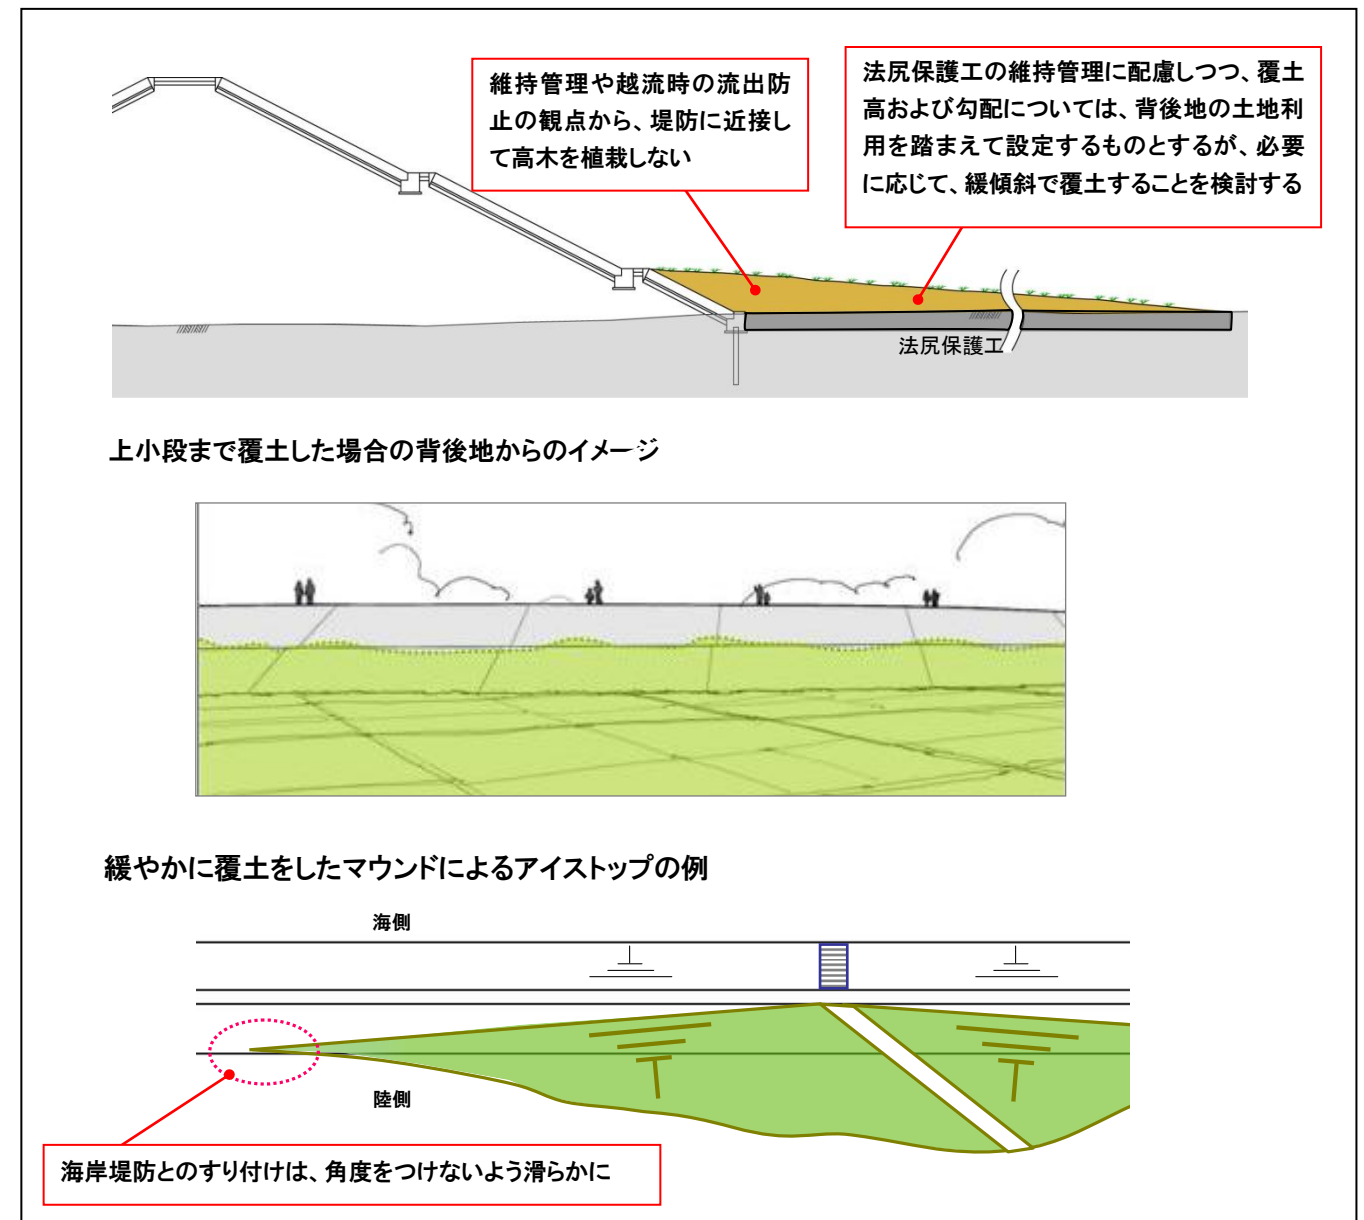 維持管理や越流時の流出防
止の観点から、堤防に近接し
て高木を植栽しない
法尻保護工の維持管理に配慮しつつ、覆土
高および勾配については、背後地の土地利
用を踏まえて設定するものとするが、必要
に応じて、緩傾斜で覆土することを検討する
法尻保護工
上小段まで覆土した場合の背後地からのイメージ
緩やかに覆土をしたマウンドによるアイストップの例
海側
陸側
海岸堤防とのすり付けは、角度をつけないよう滑らかに